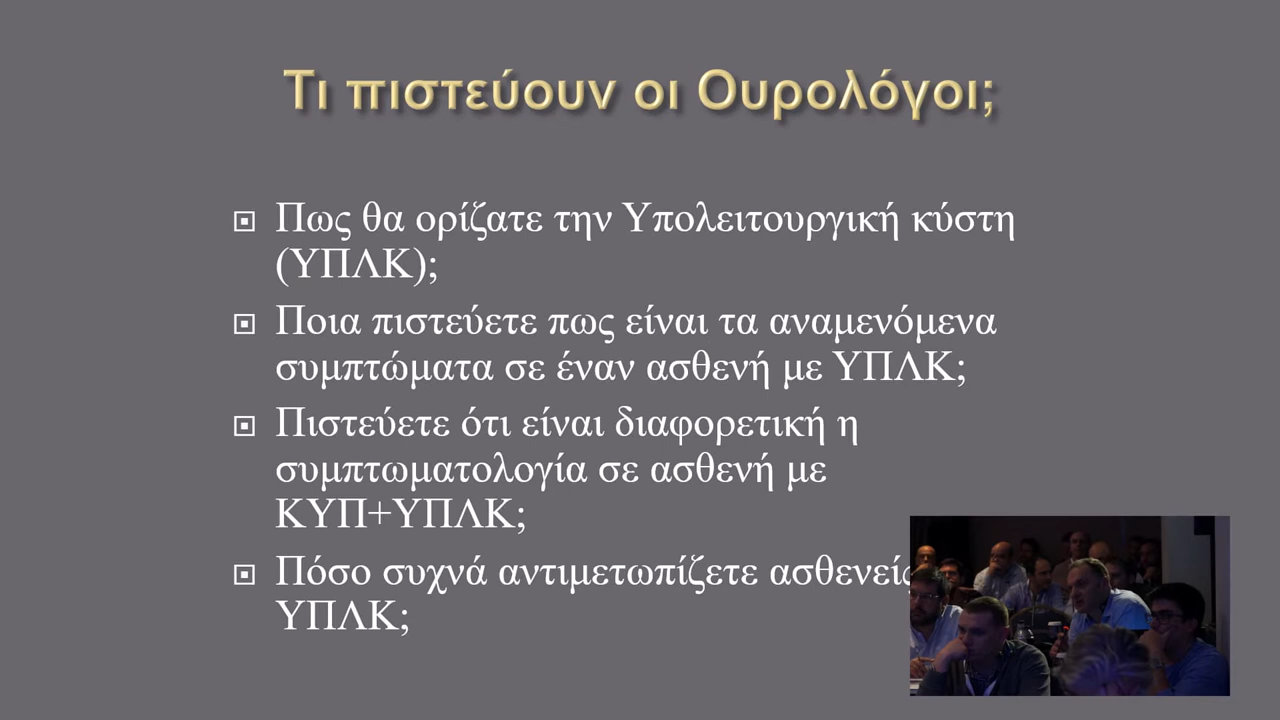 Τι πιστεύουν οι Ουρολόγοι;
Πως θα ορίζατε την Υπολειτουργική κύστη
(ΥΠΛΚ);
Ποια πιστεύετε πως είναι τα αναμενόμενα
συμπτώματα σε έναν ασθενή με ΥΠΛΚ;
Πιστεύετε ότι είναι διαφορετική η
συμπτωματολογία σε ασθενή με
ΚΥΠ+ΥΠΛΚ;
Πόσο συχνά αντιμετωπίζετε ασθενείς
ΥΠΛΚ;